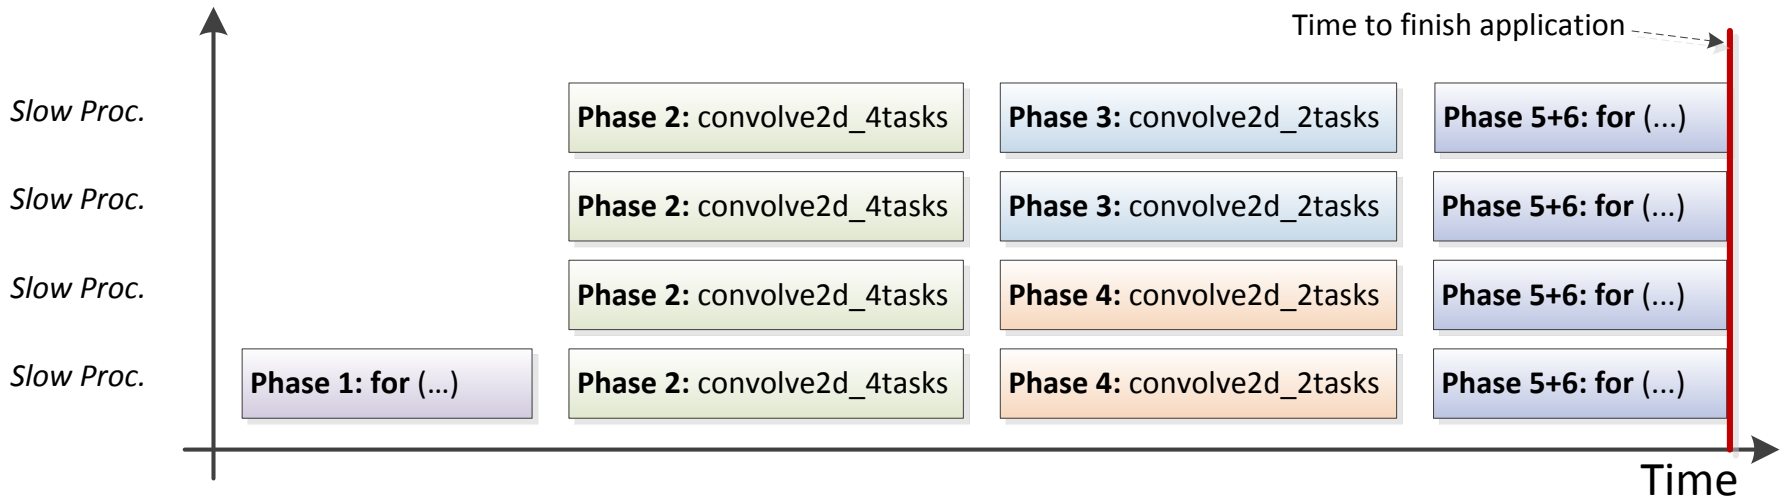 Time to finish application
Slow Proc. Phase 2: convolve2d_4tasks Phase 3: convolve2d_2tasks Phase 5+6: for (...)
Slow Proc. Phase 2: convolve2d_4tasks Phase 3: convolve2d_2tasks Phase 5+6: for (...)
Slow Proc. Phase 2: convolve2d_4tasks Phase 4: convolve2d_2tasks Phase 5+6: for (...)
Slow Proc. Phase 1: for (...) Phase 2: convolve2d_4tasks Phase 4: convolve2d_2tasks Phase 5+6: for (...)
Time